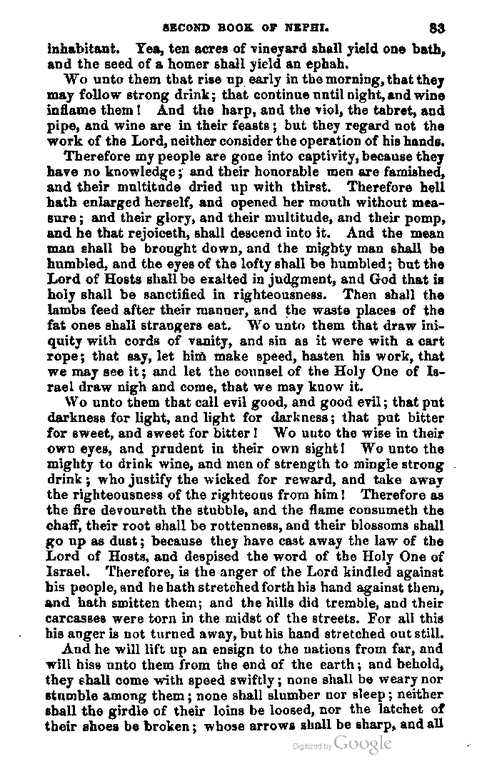 SECOND BOOK OF NEPHI. 83
inhabitant. Yea, ten acres of vineyard shall yield one bath,
and the seed of a homer shall yield an ephah.
Wo unto them that rise up early in the morning, that they
may follow strong drink; that continue until night, and wine
inflame them! And the harp, and the viol, the tabret, and
pipe, and wine are in their feasts; but they regard not the
work of the Lord, neither consider the operation of his hands.
Therefore my people are gone into captivity, because they
have no knowledge; and their honorable men are famished,
and their multitude dried up with thirst. Therefore hell
hath enlarged herself, and opened her mouth without mea-
sure; and their glory, and their multitude, and their pomp,
and he that rejoiceth, shall descend into it. And the mean
man shall be brought down, and the mighty man shall be
humbled, and the eyes of the lofty shall be humbled; but the
Lord of Hosts shall be exalted in judgment, and God that is
holy shall be sanctified in righteousness. Then shall the
lambs feed after their manner, and the waste places of the
fat ones shall strangers eat. Wo unto them that draw ini-
quity with cords of vanity, and sin as it were with a cart
rope; that say, let him make speed, hasten his work, that
we may see it; and let the counsel of the Holy One of Is-
rael draw nigh and come, that we may know it.
Wo unto them that call evil good, and good evil; that put
darkness for light, and light for darkness; that put bitter
for sweet, and sweet for bitter! Wo unto the wise in their
own eyes, and prudent in their own sight! Wo unto the
mighty to drink wine, and men of strength to mingle strong
drink; who justify the wicked for reward, and take away
the righteousness of the righteous from him! Therefore as
the fire devoureth the stubble, and the flame consumeth the
chaff, their root shall be rottenness, and their blossoms shall
go up as dust; because they have cast away the law of the
Lord of Hosts, and despised the word of the Holy One of
Israel. Therefore, is the anger of the Lord kindled against
his people, and he hath stretched forth his hand against them,
and hath smitten them; and the hills did tremble, and their
carcasses were torn in the midst of the streets. For all this
his anger is not turned away, but his hand stretched out still.
And he will lift up an ensign to the nations from far, and
will hiss unto them from the end of the earth; and behold,
they shall come with speed swiftly; none shall be weary nor
stumble among them; none shall slumber nor sleep; neither
shall the girdle of their loins be loosed, nor the latchet of
their shoes be broken; whose arrows shall be sharp, and all
Digitized by Google